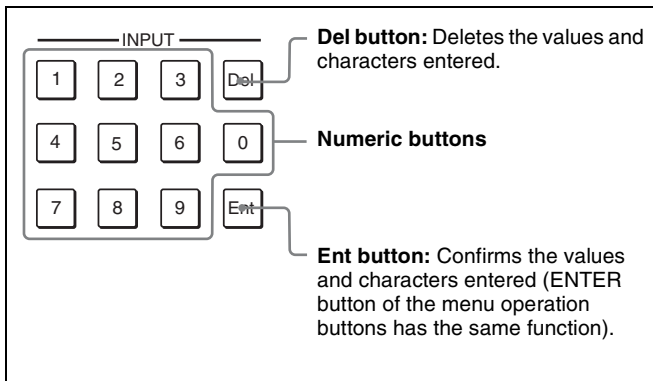 INPUT
1 2 3 Del
4 5 6 0
7 8 9 Ent
Del button: Deletes the values and
characters entered.
Numeric buttons
Ent button: Confirms the values
and characters entered (ENTER
button of the menu operation
buttons has the same function).